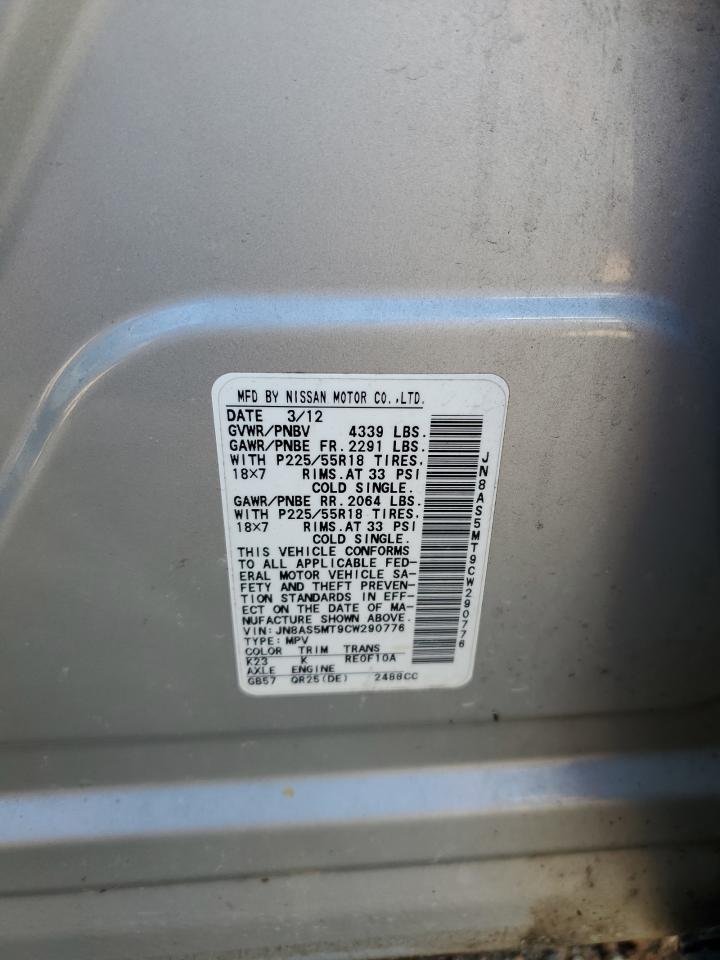 MFD BY NISSAN MOTOR CO.,LTD.
DATE 3/12
GVWR/PNBV 4339 LBS.
GAWR/PNBE FR.2291 LBS.
WITH P225/55R18 TIRES.
18×7 RIMS.AT 33 PSI
COLD SINGLE.
GAWR/PNBE RR.2064 LBS.
WITH P225/55R18 TIRES.
18×7 RIMS.AT 33 PSI
COLD SINGLE.
THIS VEHICLE CONFORMS
TO ALL APPLICABLE FED-
ERAL MOTOR VEHICLE SA-
FETY AND THEFT PREVEN-
TION STANDARDS IN EFF-
ECT ON THE DATE OF MA-
NUFACTURE SHOWN ABOVE.
VIN:JN8AS5MT9CW290776
TYPE:MPV
COLOR TRIM TRANS
K23 K RE0F10A
AXLE ENGINE
GB57 QR25(DE) 2488CC
JN8AS5MT9CW290776